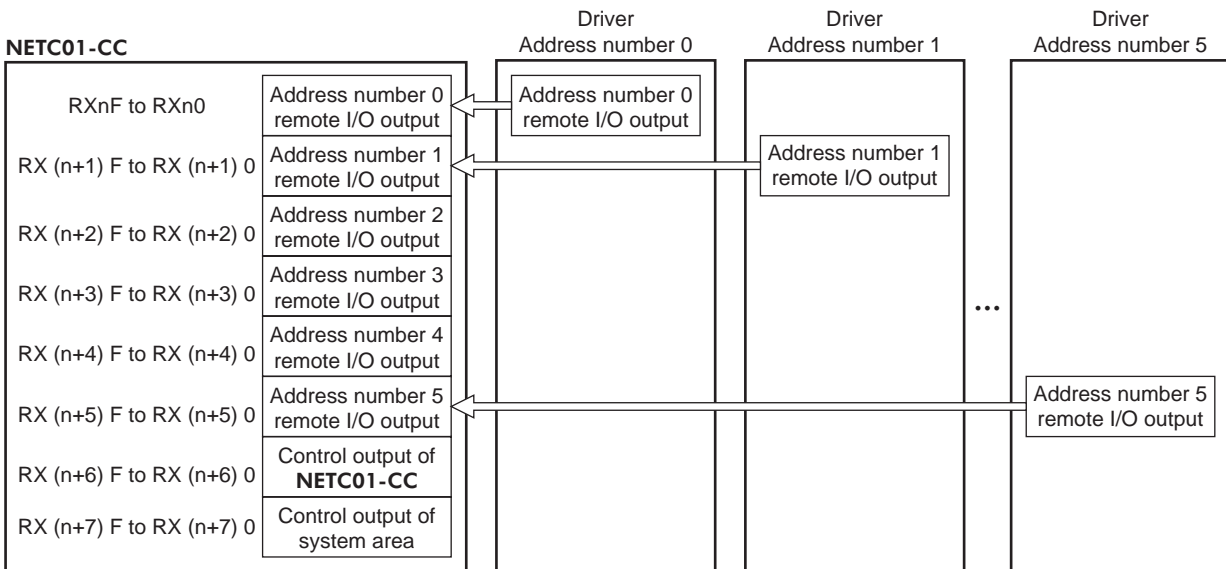 Driver
Address number 0
Driver
Address number 1
Driver
Address number 5
NETC01-CC
RXnF to RXn0
Address number 0
remote I/O output
Address number 0
remote I/O output
RX (n+1) F to RX (n+1) 0
Address number 1
remote I/O output
Address number 1
remote I/O output
RX (n+2) F to RX (n+2) 0
Address number 2
remote I/O output
RX (n+3) F to RX (n+3) 0
Address number 3
remote I/O output
...
RX (n+4) F to RX (n+4) 0
Address number 4
remote I/O output
RX (n+5) F to RX (n+5) 0
Address number 5
remote I/O output
Address number 5
remote I/O output
RX (n+6) F to RX (n+6) 0
Control output of
NETC01-CC
RX (n+7) F to RX (n+7) 0
Control output of
system area